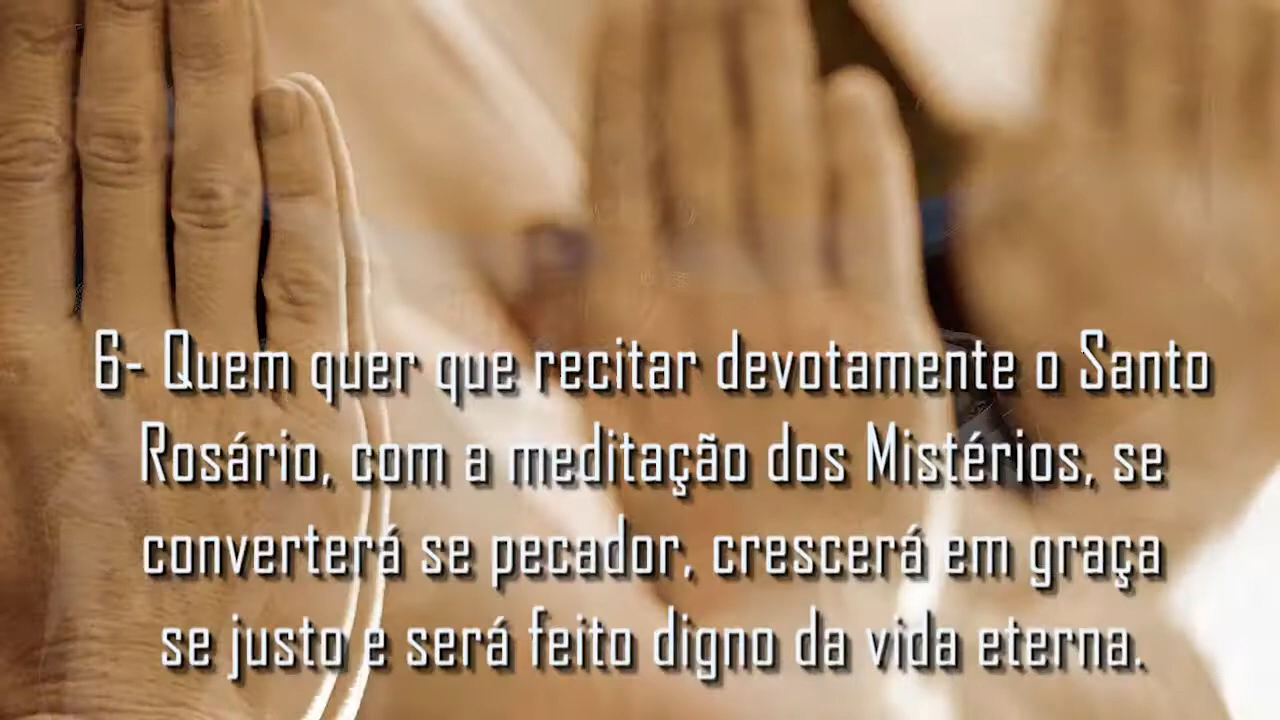 6- Quem quer que recitar devotamente o Santo
Rosário, com a meditação dos Mistérios, se
converterá se pecador, crescerá em graça
se justo e será feito digno da vida eterna.